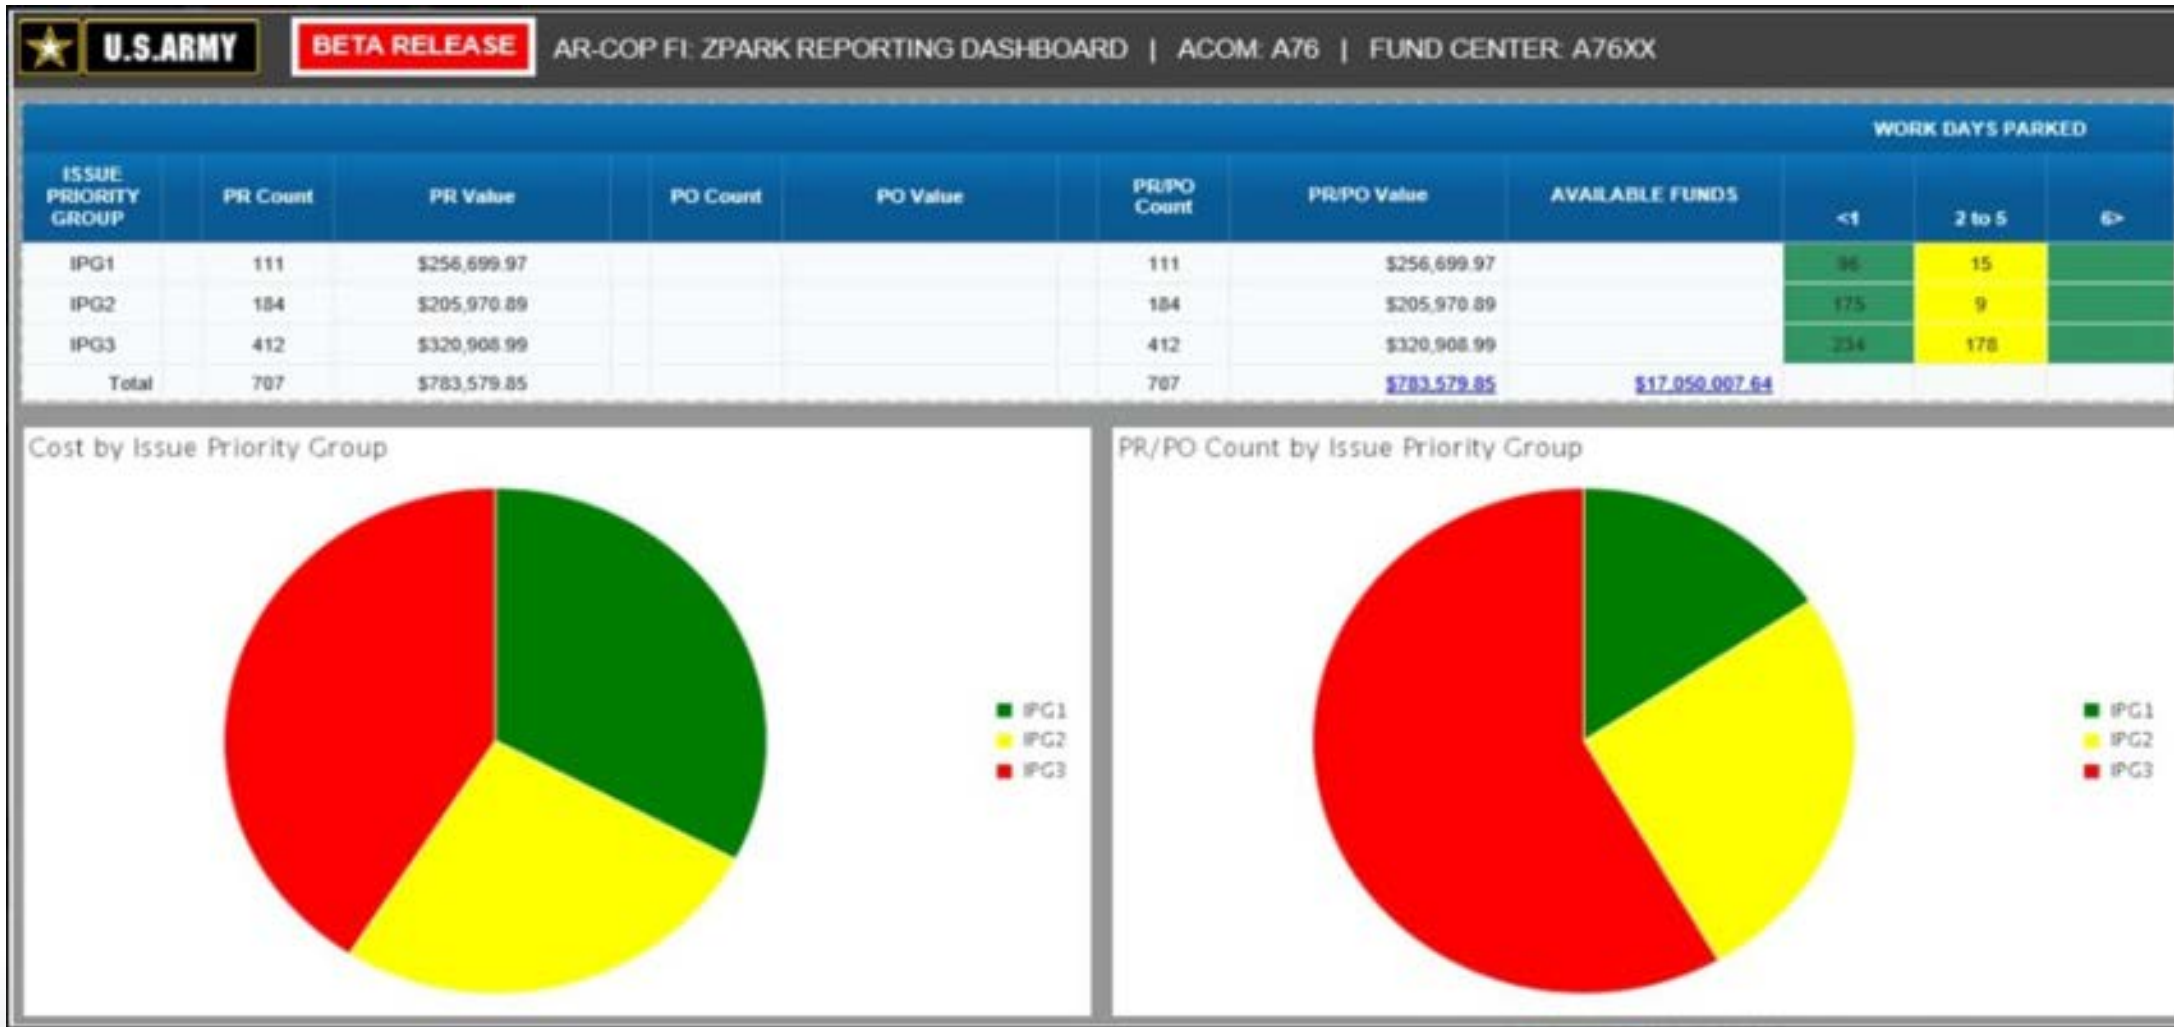 U.S.ARMY BETA RELEASE AR-COP FI: ZPARK REPORTING DASHBOARD | ACOM: A76 | FUND CENTER: A76XX
WORK DAYS PARKED
ISSUE PRIORITY GROUP PR Count PR Value PO Count PO Value PR/PO Count PR/PO Value AVAILABLE FUNDS <1 2 to 5 6>
IPG1 111 $256,699.97 111 $256,699.97 96 15
IPG2 184 $205,970.89 184 $205,970.89 175 9
IPG3 412 $320,908.99 412 $320,908.99 234 178
Total 707 $783,579.85 707 $783,579.85 $17,050,007.64
Cost by Issue Priority Group
IPG1
IPG2
IPG3
PR/PO Count by Issue Priority Group
IPG1
IPG2
IPG3